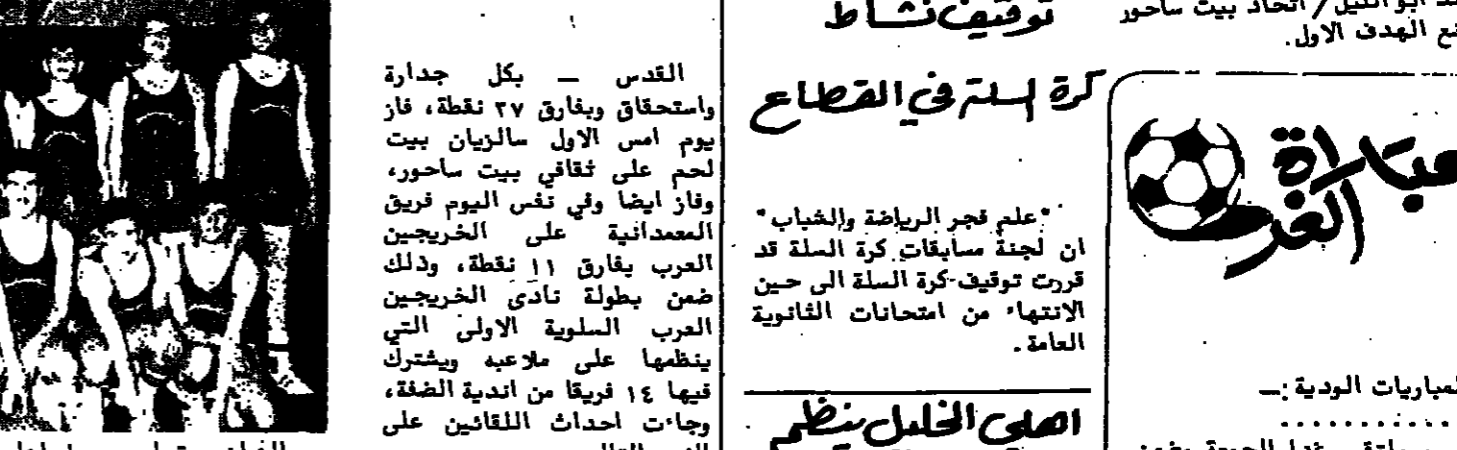 اتحاد بيت ساحور
الهدف الاول.
مباراة
الغد
المباريات الودية :ـ
توقيف نشاط
كرة السلة في القطاع
"علم فجر الرياضة والشباب"
ان لجنة مسابقات كرة السلة قد
قررت توقيف كرة السلة الى حين
الانتهاء من امتحانات الثانوية
العامة.
اهلي الخليل ينظم
القدس ــ بكل جدارة
واستحقاق وبفارق ٢٧ نقطة، فاز
يوم امس الاول سالزيان بيت
لحم على ثقافي بيت ساحور،
وفاز ايضا وفي نفس اليوم فريق
المعمدانية على الخريجين
العرب بفارق ١١ نقطة، وذلك
ضمن بطولة نادي الخريجين
العرب السلوية الاولى التي
ينظمها على ملاعبه ويشترك
فيها ١٤ فريقا من اندية الضفة،
وجاءت احداث اللقائين على